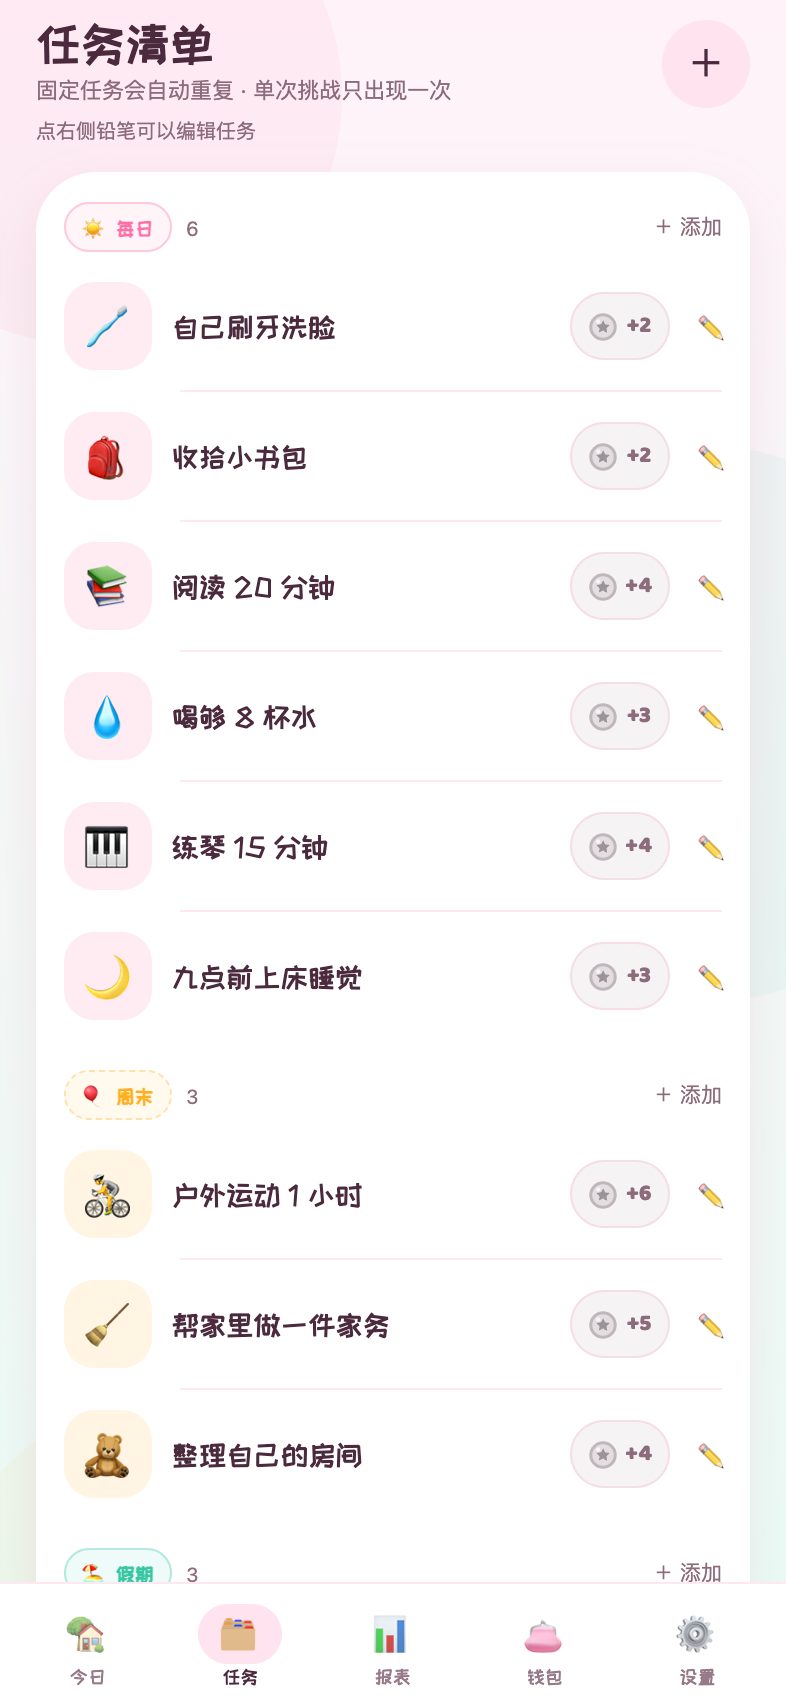 任务清单
固定任务会自动重复 · 单次挑战只出现一次
点右侧铅笔可以编辑任务
+
每日 6 + 添加
自己刷牙洗脸 +2
收拾小书包 +2
阅读 20 分钟 +4
喝够 8 杯水 +3
练琴 15 分钟 +4
九点前上床睡觉 +3
周末 3 + 添加
户外运动 1 小时 +6
帮家里做一件家务 +5
整理自己的房间 +4
假期 3 + 添加
今日 任务 报表 钱包 设置